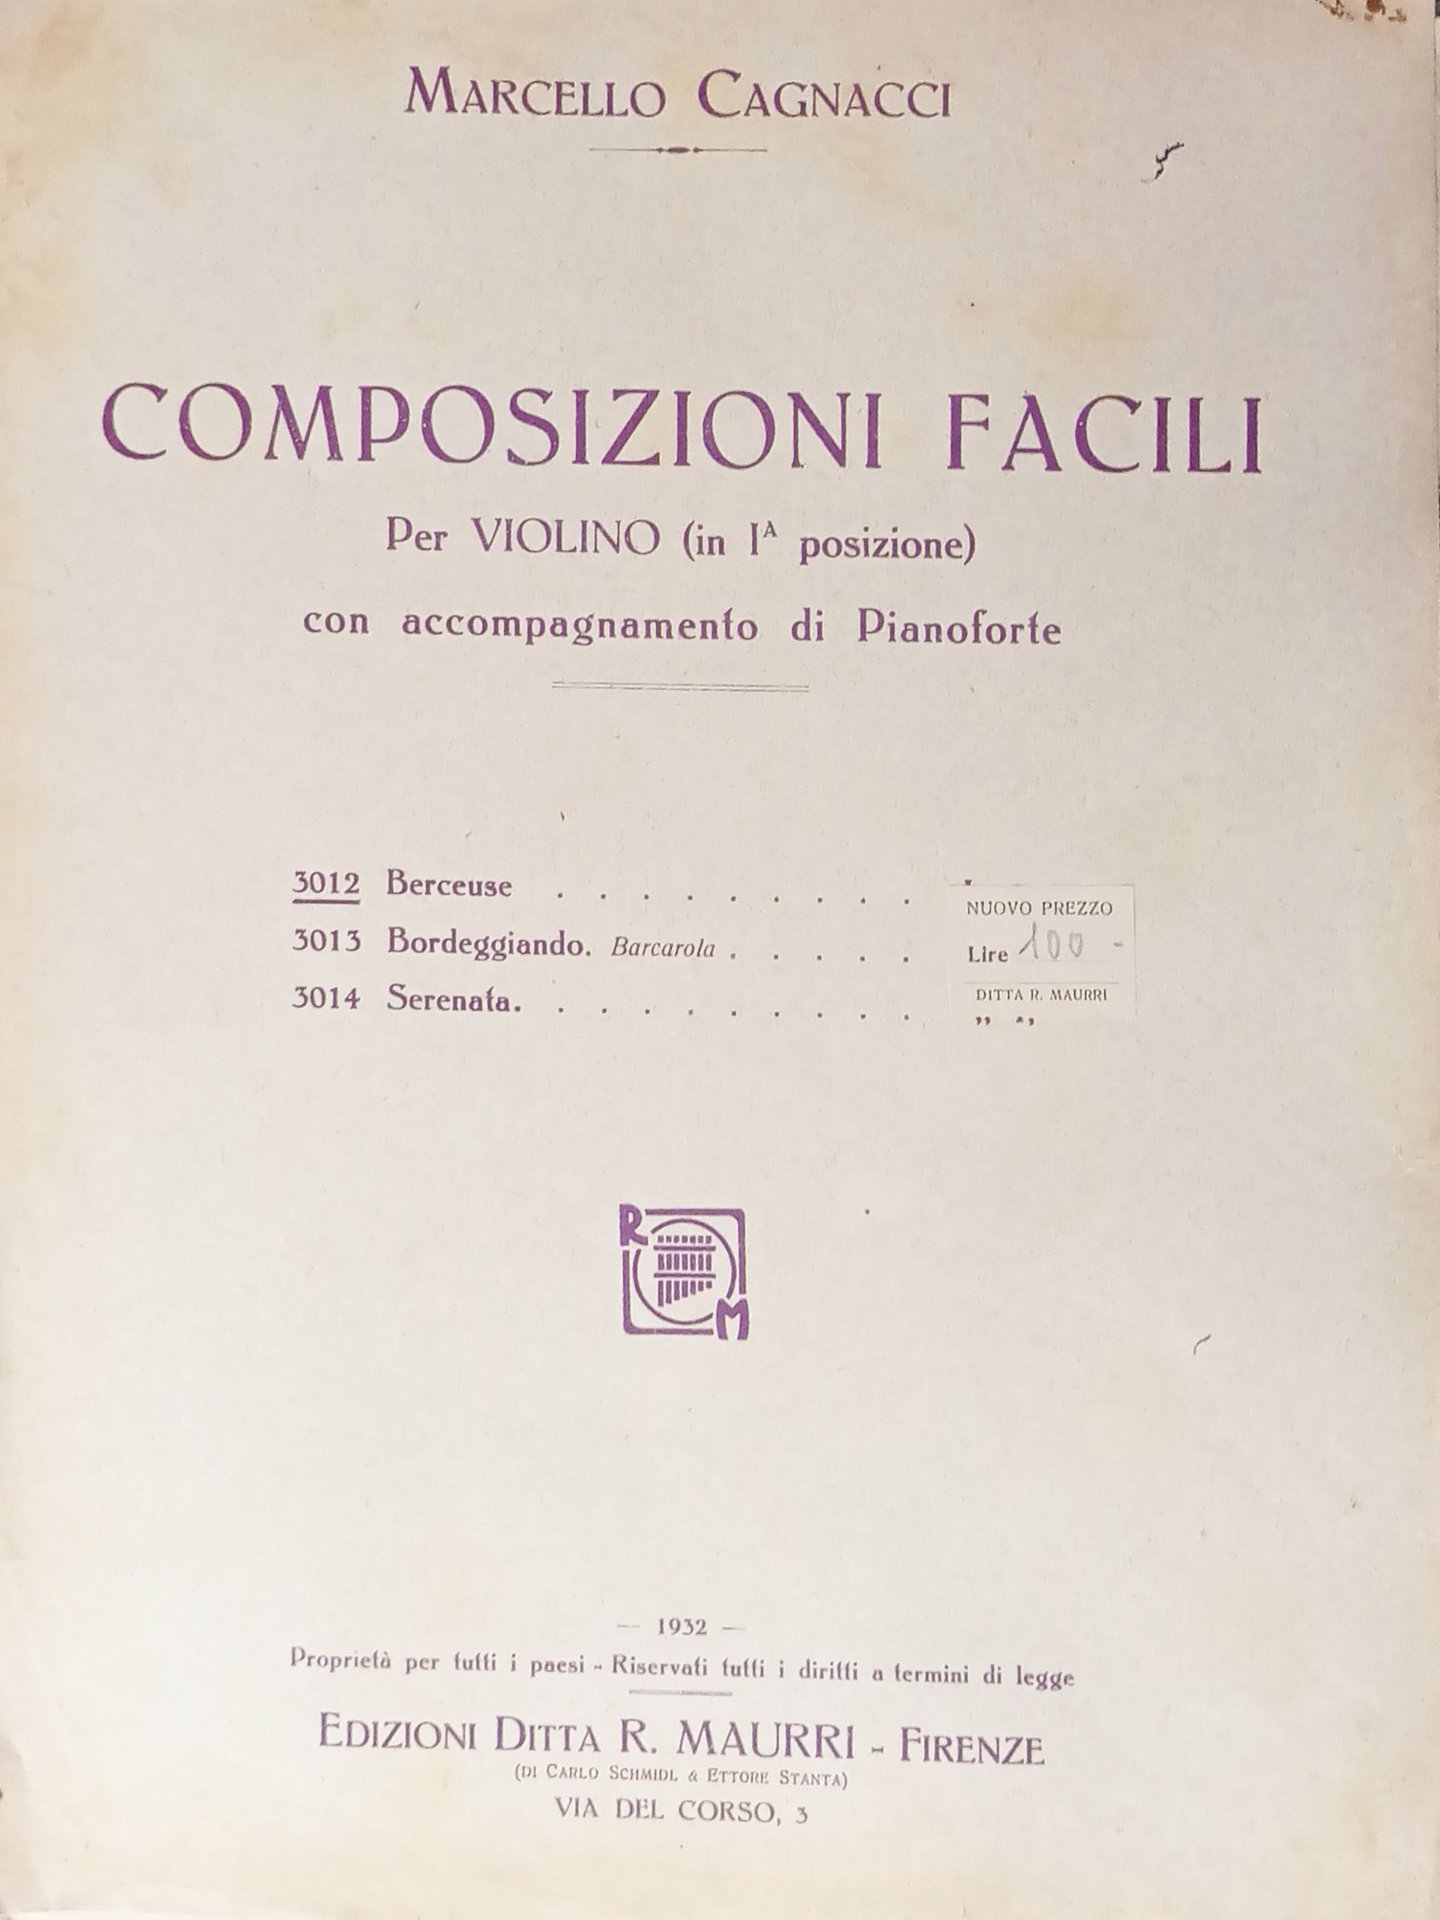 MARCELLO CAGNACCI
COMPOSIZIONI FACILI
Per VIOLINO (in Iᴬ posizione)
con accompagnamento di Pianoforte
3012 Berceuse . . . . . . . . .
3013 Bordeggiando. Barcarola . . . . .
3014 Serenata. . . . . . . . . . ,,
NUOVO PREZZO
Lire 100 -
DITTA R. MAURRI
R M
— 1932 —
Proprietà per tutti i paesi - Riservati tutti i diritti a termini di legge
EDIZIONI DITTA R. MAURRI - FIRENZE
(DI CARLO SCHMIDL & ETTORE STANTA)
VIA DEL CORSO, 3